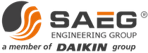 SAEG®
ENGINEERING GROUP
a member of DAIKIN group